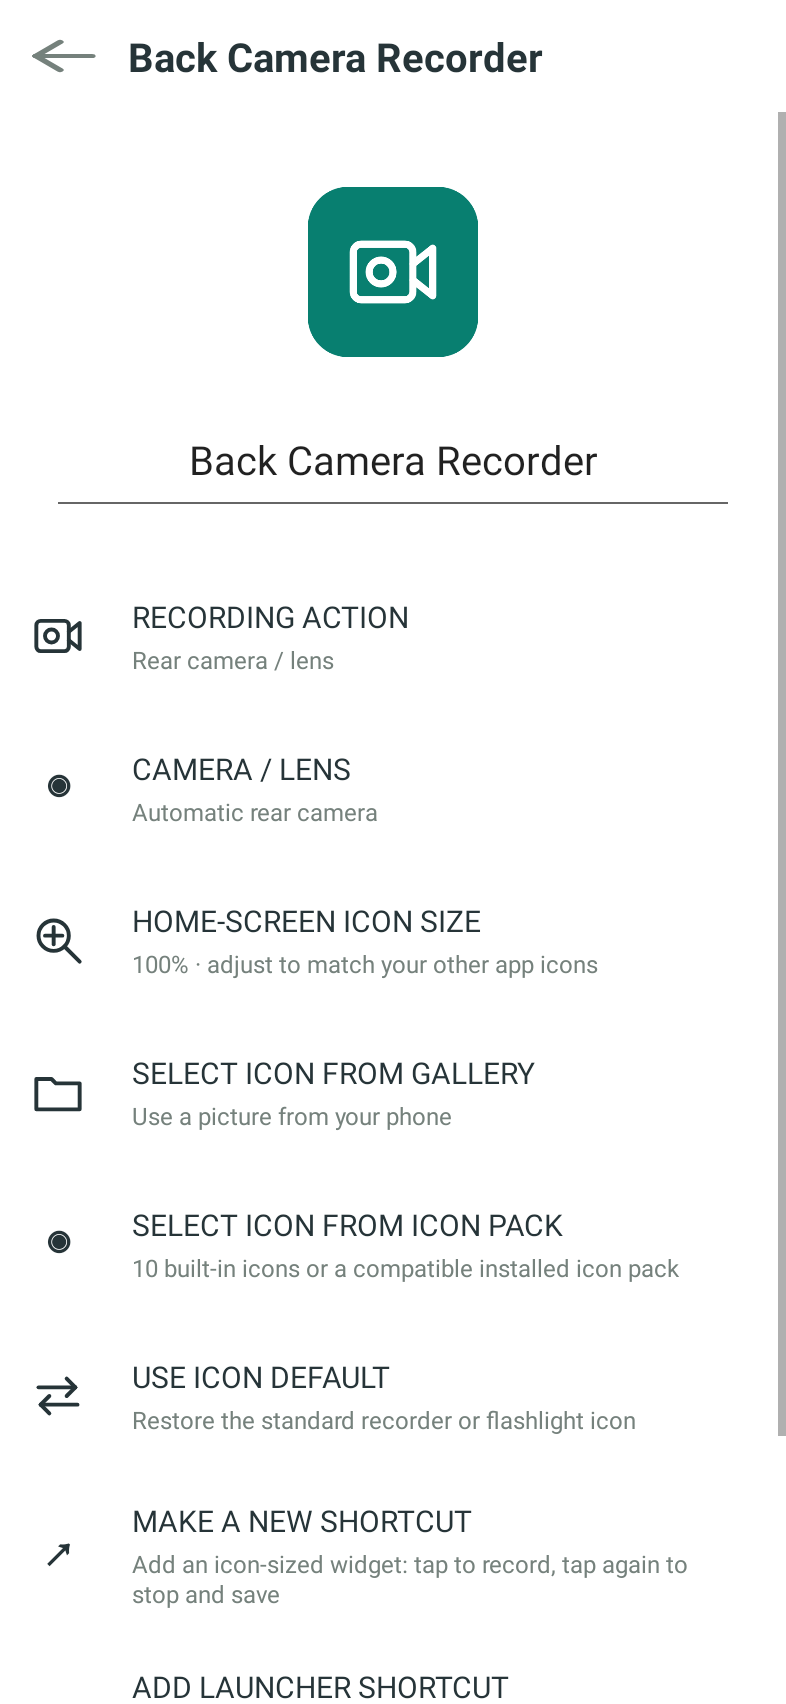 Back Camera Recorder
Back Camera Recorder
RECORDING ACTION
Rear camera / lens
CAMERA / LENS
Automatic rear camera
HOME-SCREEN ICON SIZE
100% · adjust to match your other app icons
SELECT ICON FROM GALLERY
Use a picture from your phone
SELECT ICON FROM ICON PACK
10 built-in icons or a compatible installed icon pack
USE ICON DEFAULT
Restore the standard recorder or flashlight icon
MAKE A NEW SHORTCUT
Add an icon-sized widget: tap to record, tap again to
stop and save
ADD LAUNCHER SHORTCUT